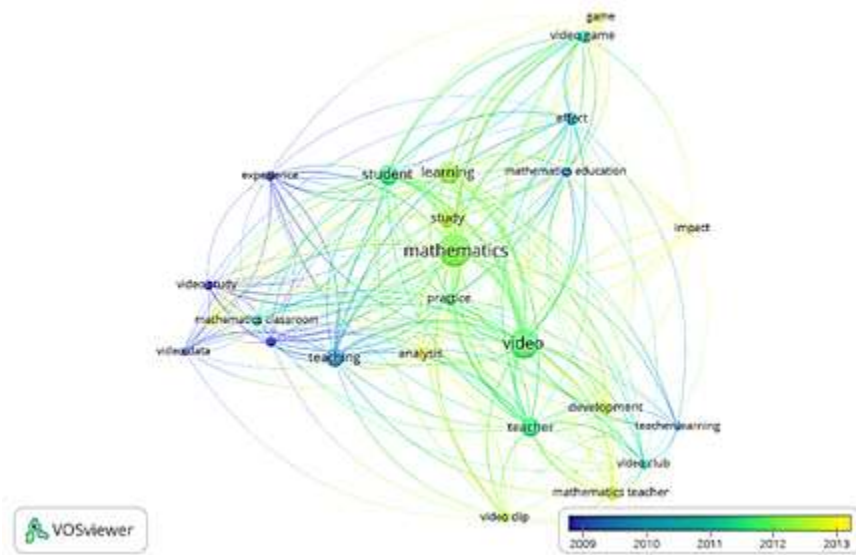 game
video game
effect
experience
student
learning
mathematics education
study
impact
mathematics
video study
practice
mathematics classroom
video
video data
teaching
analysis
development
teacher
teacher learning
video club
mathematics teacher
video clip
VOSviewer
2009 2010 2011 2012 2013